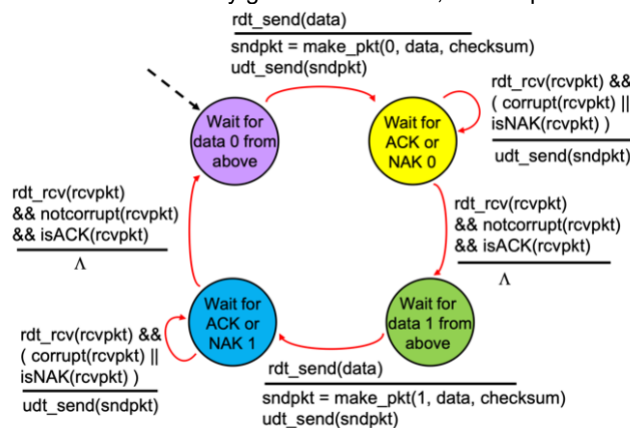 rdt_send(data)
sndpkt = make_pkt(0, data, checksum)
udt_send(sndpkt)
Wait for
data 0 from
above
Wait for
ACK or
NAK 0
rdt_rcv(rcvpkt) &&
( corrupt(rcvpkt) ||
isNAK(rcvpkt) )
udt_send(sndpkt)
rdt_rcv(rcvpkt)
&& notcorrupt(rcvpkt)
&& isACK(rcvpkt)
Λ
rdt_rcv(rcvpkt)
&& notcorrupt(rcvpkt)
&& isACK(rcvpkt)
Λ
Wait for
ACK or
NAK 1
Wait for
data 1 from
above
rdt_rcv(rcvpkt) &&
( corrupt(rcvpkt) ||
isNAK(rcvpkt) )
udt_send(sndpkt)
rdt_send(data)
sndpkt = make_pkt(1, data, checksum)
udt_send(sndpkt)